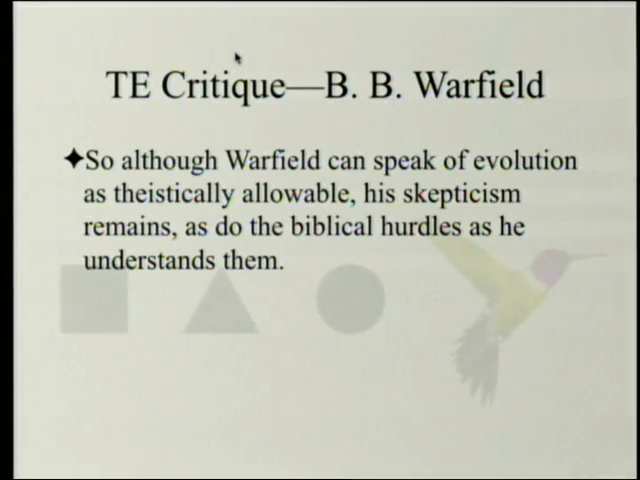 TE Critique—B. B. Warfield
✦So although Warfield can speak of evolution
as theistically allowable, his skepticism
remains, as do the biblical hurdles as he
understands them.